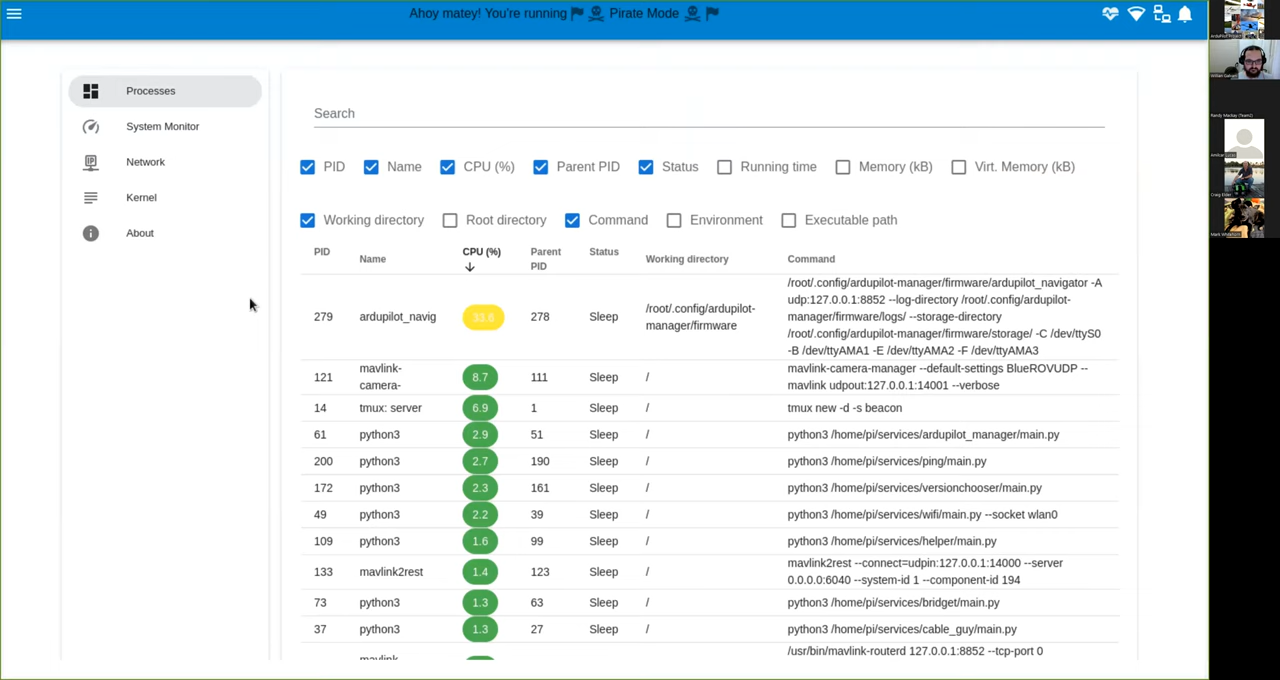 Ahoy matey! You're running Pirate Mode
Processes
System Monitor
Network
Kernel
About
Search
PID Name CPU (%) Parent PID Status Running time Memory (kB) Virt. Memory (kB)
Working directory Root directory Command Environment Executable path
PID Name CPU (%) Parent PID Status Working directory Command
279 ardupilot_navig 33.8 278 Sleep /root/.config/ardupilot-
manager/firmware
/root/.config/ardupilot-manager/firmware/ardupilot_navigator -A
udp:127.0.0.1:8852 --log-directory /root/.config/ardupilot-
manager/firmware/logs/ --storage-directory
/root/.config/ardupilot-manager/firmware/storage/ -C /dev/ttyS0
-B /dev/ttyAMA1 -E /dev/ttyAMA2 -F /dev/ttyAMA3
121 mavlink-
camera- 8.7 111 Sleep / mavlink-camera-manager --default-settings BlueROVUDP --
mavlink udpout:127.0.0.1:14001 --verbose
14 tmux: server 6.9 1 Sleep / tmux new -d -s beacon
61 python3 2.9 51 Sleep / python3 /home/pi/services/ardupilot_manager/main.py
200 python3 2.7 190 Sleep / python3 /home/pi/services/ping/main.py
172 python3 2.3 161 Sleep / python3 /home/pi/services/versionchooser/main.py
49 python3 2.2 39 Sleep / python3 /home/pi/services/wifi/main.py --socket wlan0
109 python3 1.6 99 Sleep / python3 /home/pi/services/helper/main.py
133 mavlink2rest 1.4 123 Sleep / mavlink2rest --connect=udpin:127.0.0.1:14000 --server
0.0.0.0:6040 --system-id 1 --component-id 194
73 python3 1.3 63 Sleep / python3 /home/pi/services/bridget/main.py
37 python3 1.3 27 Sleep / python3 /home/pi/services/cable_guy/main.py
mavlink- /usr/bin/mavlink-routerd 127.0.0.1:8852 --tcp-port 0